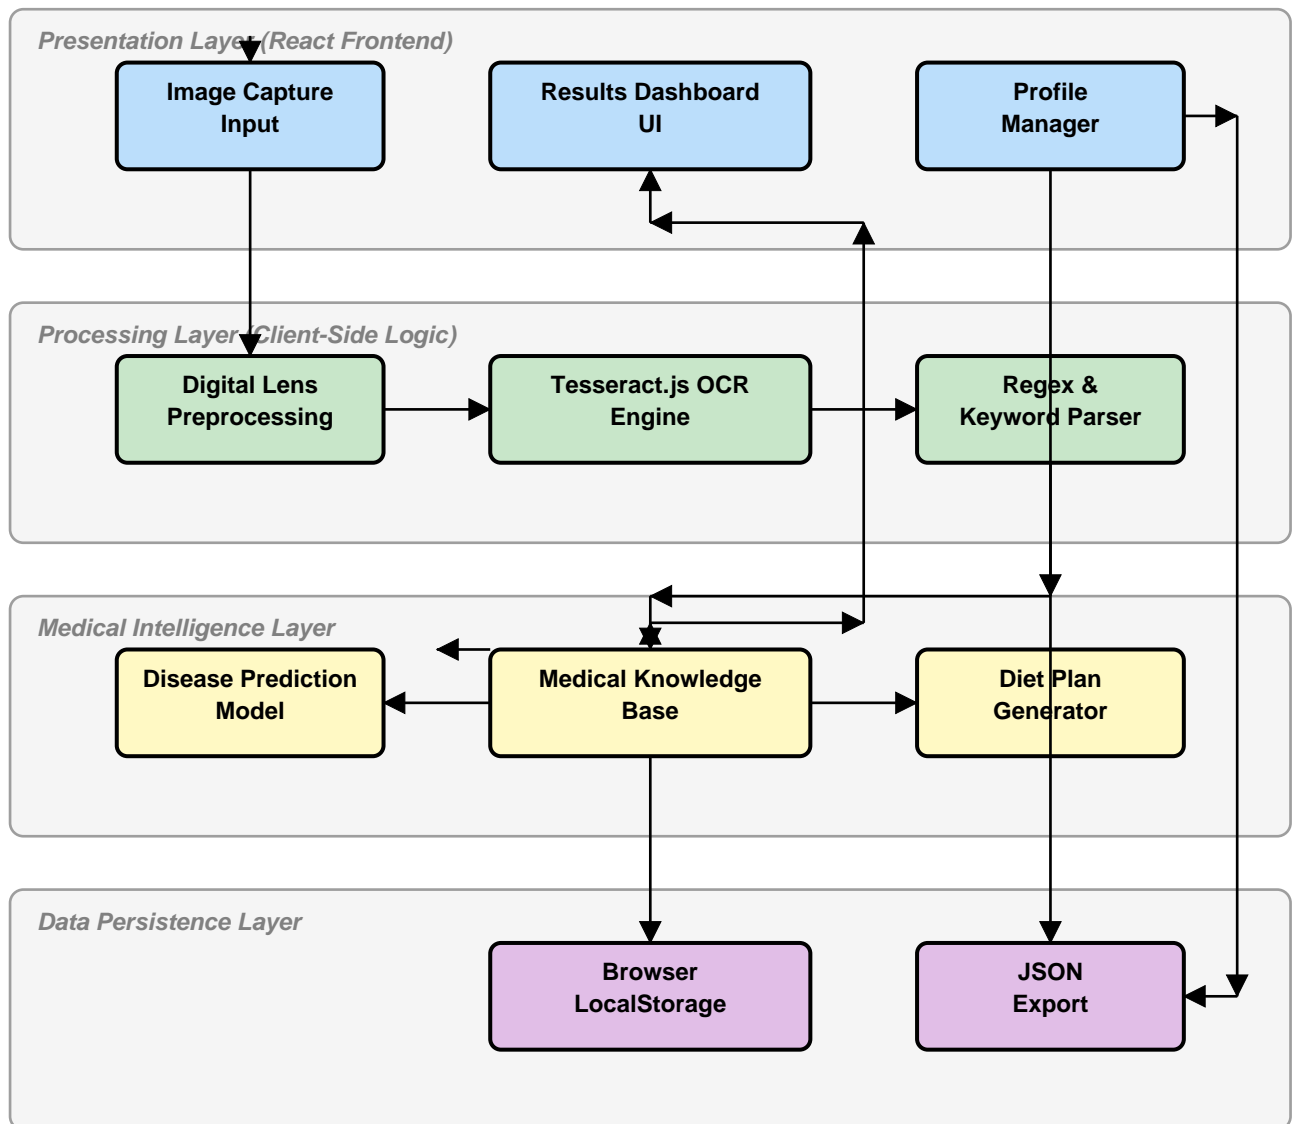 Presentation Layer (React Frontend)
Image Capture
Input
Results Dashboard
UI
Profile
Manager
Processing Layer (Client-Side Logic)
Digital Lens
Preprocessing
Tesseract.js OCR
Engine
Regex &
Keyword Parser
Medical Intelligence Layer
Disease Prediction
Model
Medical Knowledge
Base
Diet Plan
Generator
Data Persistence Layer
Browser
LocalStorage
JSON
Export